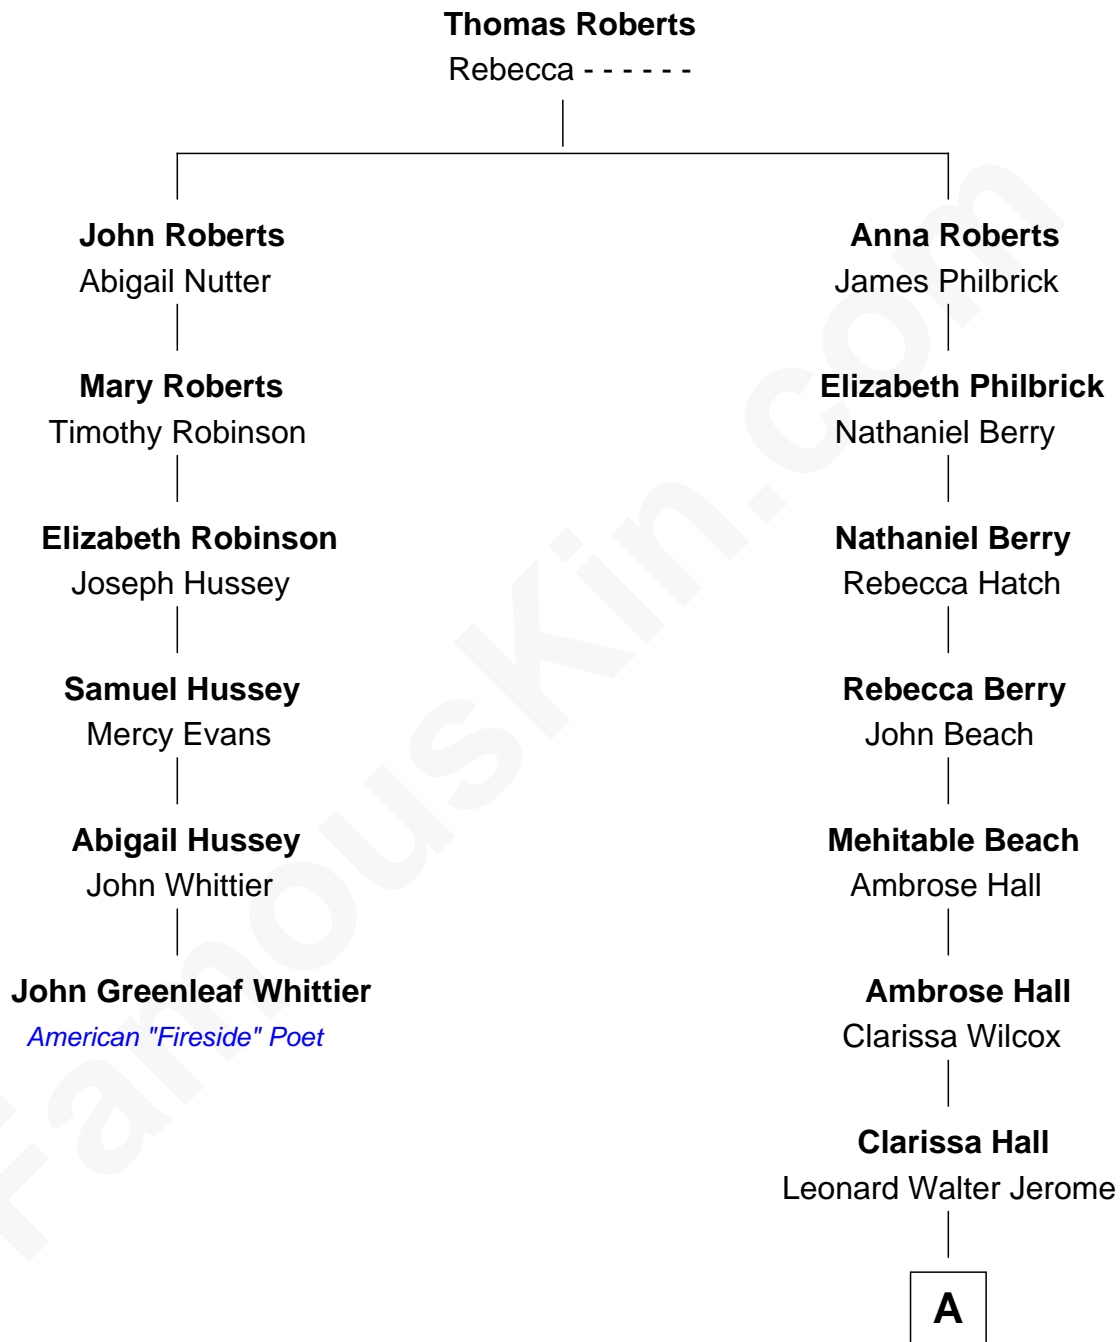 Thomas Roberts
Rebecca - - - - - -
John Roberts
Abigail Nutter
Mary Roberts
Timothy Robinson
Elizabeth Robinson
Joseph Hussey
Samuel Hussey
Mercy Evans
Abigail Hussey
John Whittier
John Greenleaf Whittier
American "Fireside" Poet
Anna Roberts
James Philbrick
Elizabeth Philbrick
Nathaniel Berry
Nathaniel Berry
Rebecca Hatch
Rebecca Berry
John Beach
Mehitable Beach
Ambrose Hall
Ambrose Hall
Clarissa Wilcox
Clarissa Hall
Leonard Walter Jerome
A
FamousKin.com